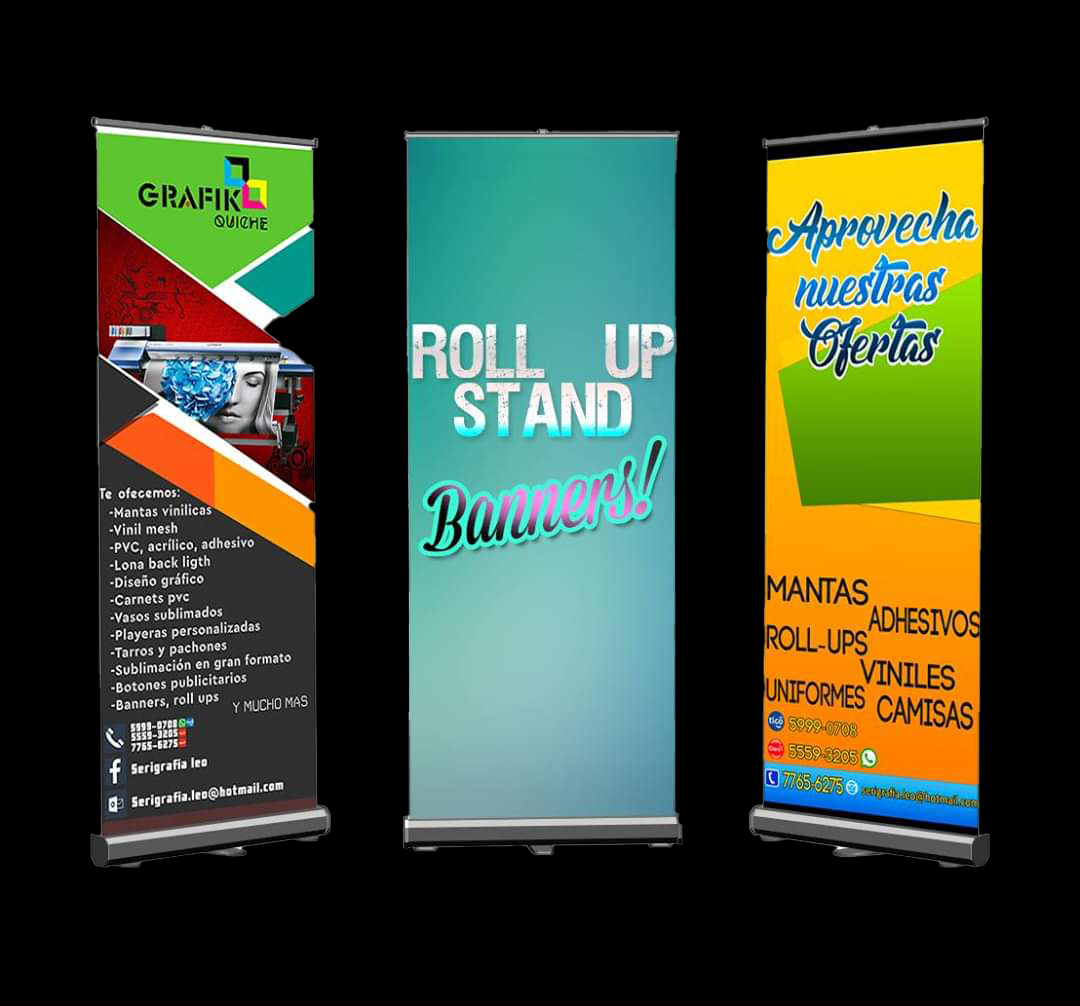 GRAFIK
QUICHE
Te ofecemos:
-Mantas vinilicas
-Vinil mesh
-PVC, acrílico, adhesivo
-Lona back ligth
-Diseño gráfico
-Carnets pvc
-Vasos sublimados
-Playeras personalizadas
-Tarros y pachones
-Sublimación en gran formato
-Botones publicitarios
-Banners, roll ups
Y MUCHO MAS
5999-0708
5559-3205
7765-6275
Serigrafia leo
Serigrafia.leo@hotmail.com
ROLL UP
STAND
Banners!
Aprovecha
nuestras
Ofertas
MANTAS
ADHESIVOS
ROLL-UPS
VINILES
UNIFORMES
CAMISAS
tigo 5999-0708
Claro 5559-3205
7765-6275 serigrafia.leo@hotmail.com